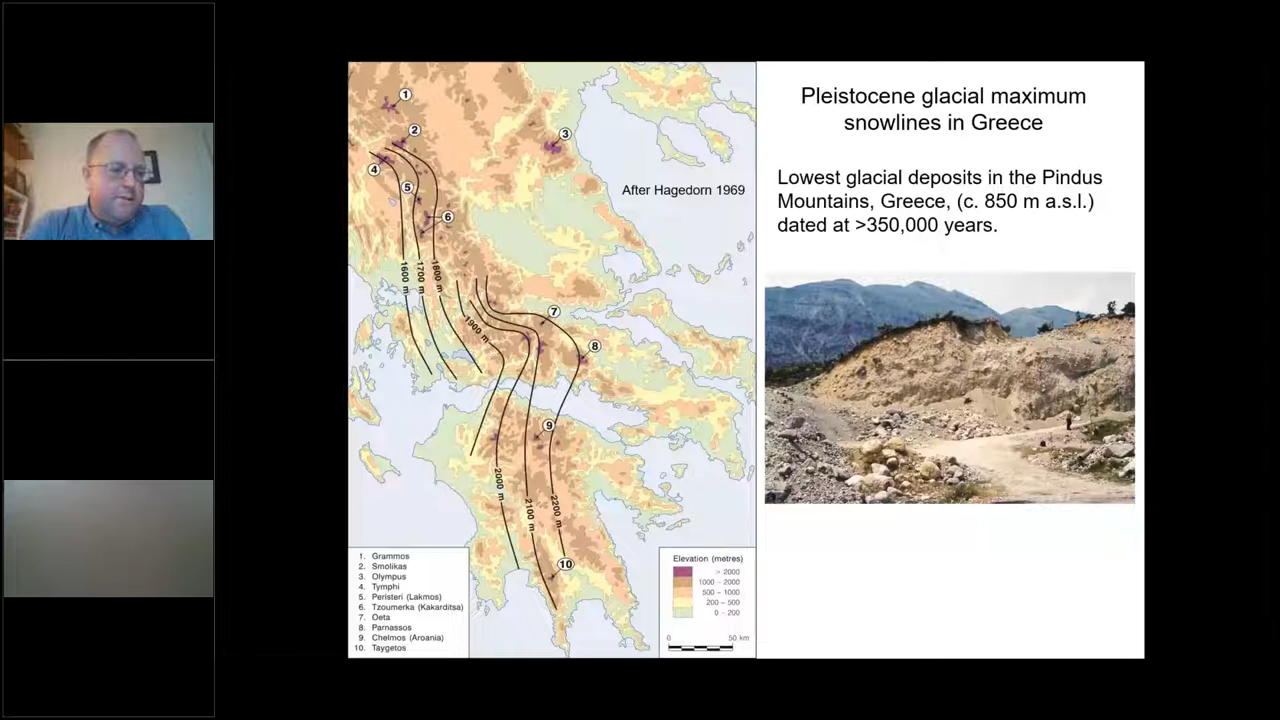 Pleistocene glacial maximum
snowlines in Greece
Lowest glacial deposits in the Pindus
Mountains, Greece, (c. 850 m a.s.l.)
dated at >350,000 years.
After Hagedorn 1969
1
2
3
4
5
6
1600 m
1700 m
1800 m
1900 m
7
8
9
2000 m
2100 m
2200 m
10
1. Grammos
2. Smolikas
3. Olympus
4. Tymphi
5. Peristeri (Lakmos)
6. Tzoumerka (Kakarditsa)
7. Oeta
8. Parnassos
9. Chelmos (Aroania)
10. Taygetos
Elevation (metres)
> 2000
1000 - 2000
500 - 1000
200 - 500
0 - 200
0 50 km